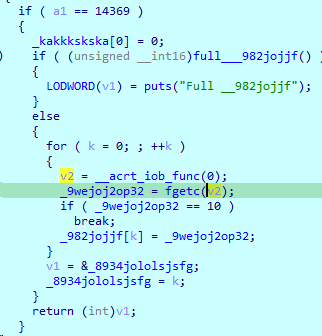 if ( a1 == 14369 )
{
_kakkkskska[0] = 0;
if ( (unsigned __int16)full___982jojjf() )
{
LODWORD(v1) = puts("Full __982jojjf");
}
else
{
for ( k = 0; ; ++k )
{
v2 = __acrt_iob_func(0);
_9wejoj2op32 = fgetc(v2);
if ( _9wejoj2op32 == 10 )
break;
_982jojjf[k] = _9wejoj2op32;
}
v1 = &_8934jololsjsfg;
_8934jololsjsfg = k;
}
return (int)v1;